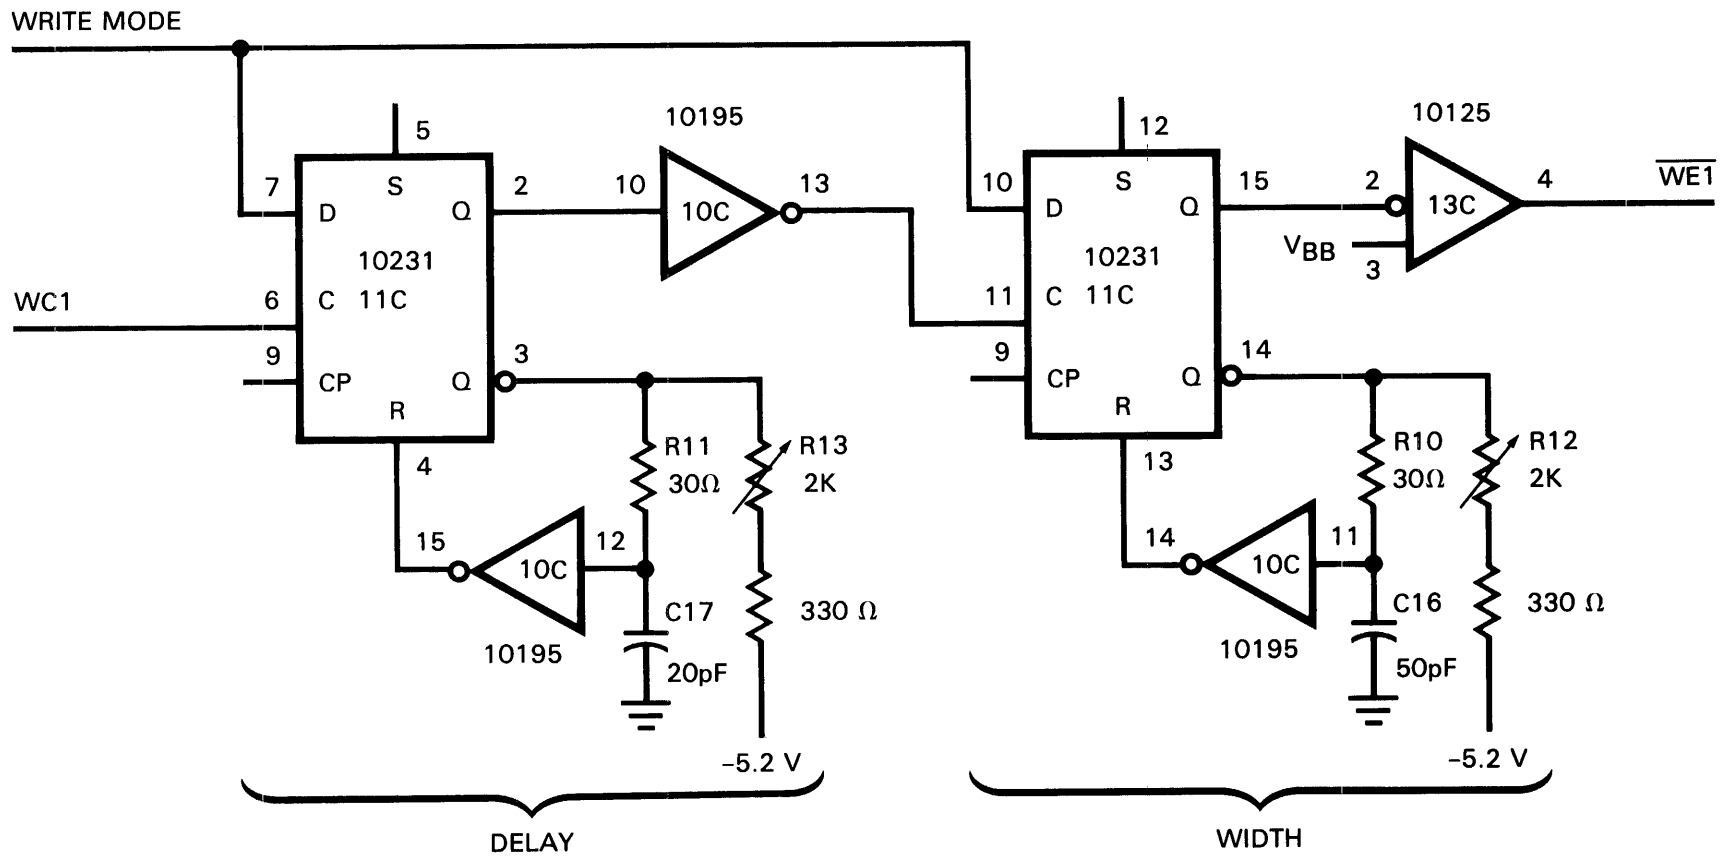 WRITE MODE
WC1
5
7
6
9
S
D
Q
10231
C
11C
CP
Q
R
2
3
4
10195
10
10C
13
R11
30Ω
R13
2K
15
10C
12
10195
C17
20pF
330 Ω
-5.2 V
DELAY
12
10
11
9
S
D
Q
10231
C
11C
CP
Q
R
15
14
13
10125
2
13C
4
WE1
VBB
3
R10
30Ω
R12
2K
14
10C
11
10195
C16
50pF
330 Ω
-5.2 V
WIDTH